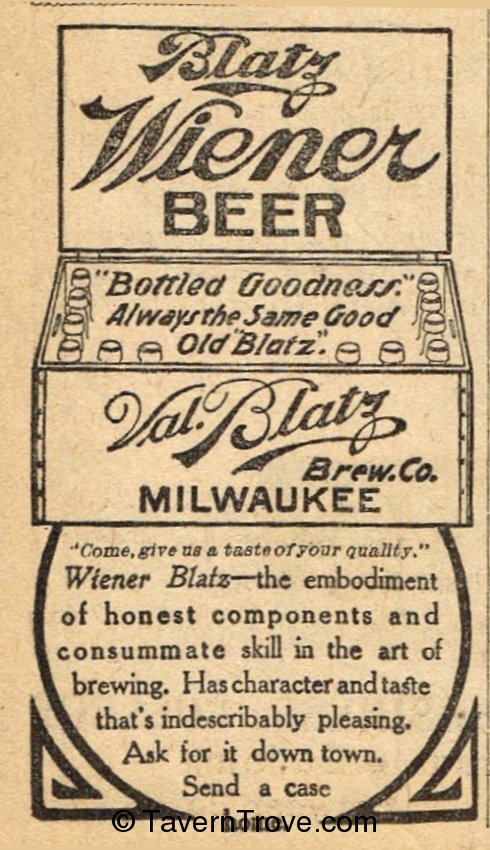 Blatz
Wiener
BEER
"Bottled Goodness."
Always the Same Good
Old "Blatz".
Val. Blatz
Brew. Co.
MILWAUKEE
"Come, give us a taste of your quality."
Wiener Blatz—the embodiment
of honest components and
consummate skill in the art of
brewing. Has character and taste
that's indescribably pleasing.
Ask for it down town.
Send a case
home.
© TavernTrove.com